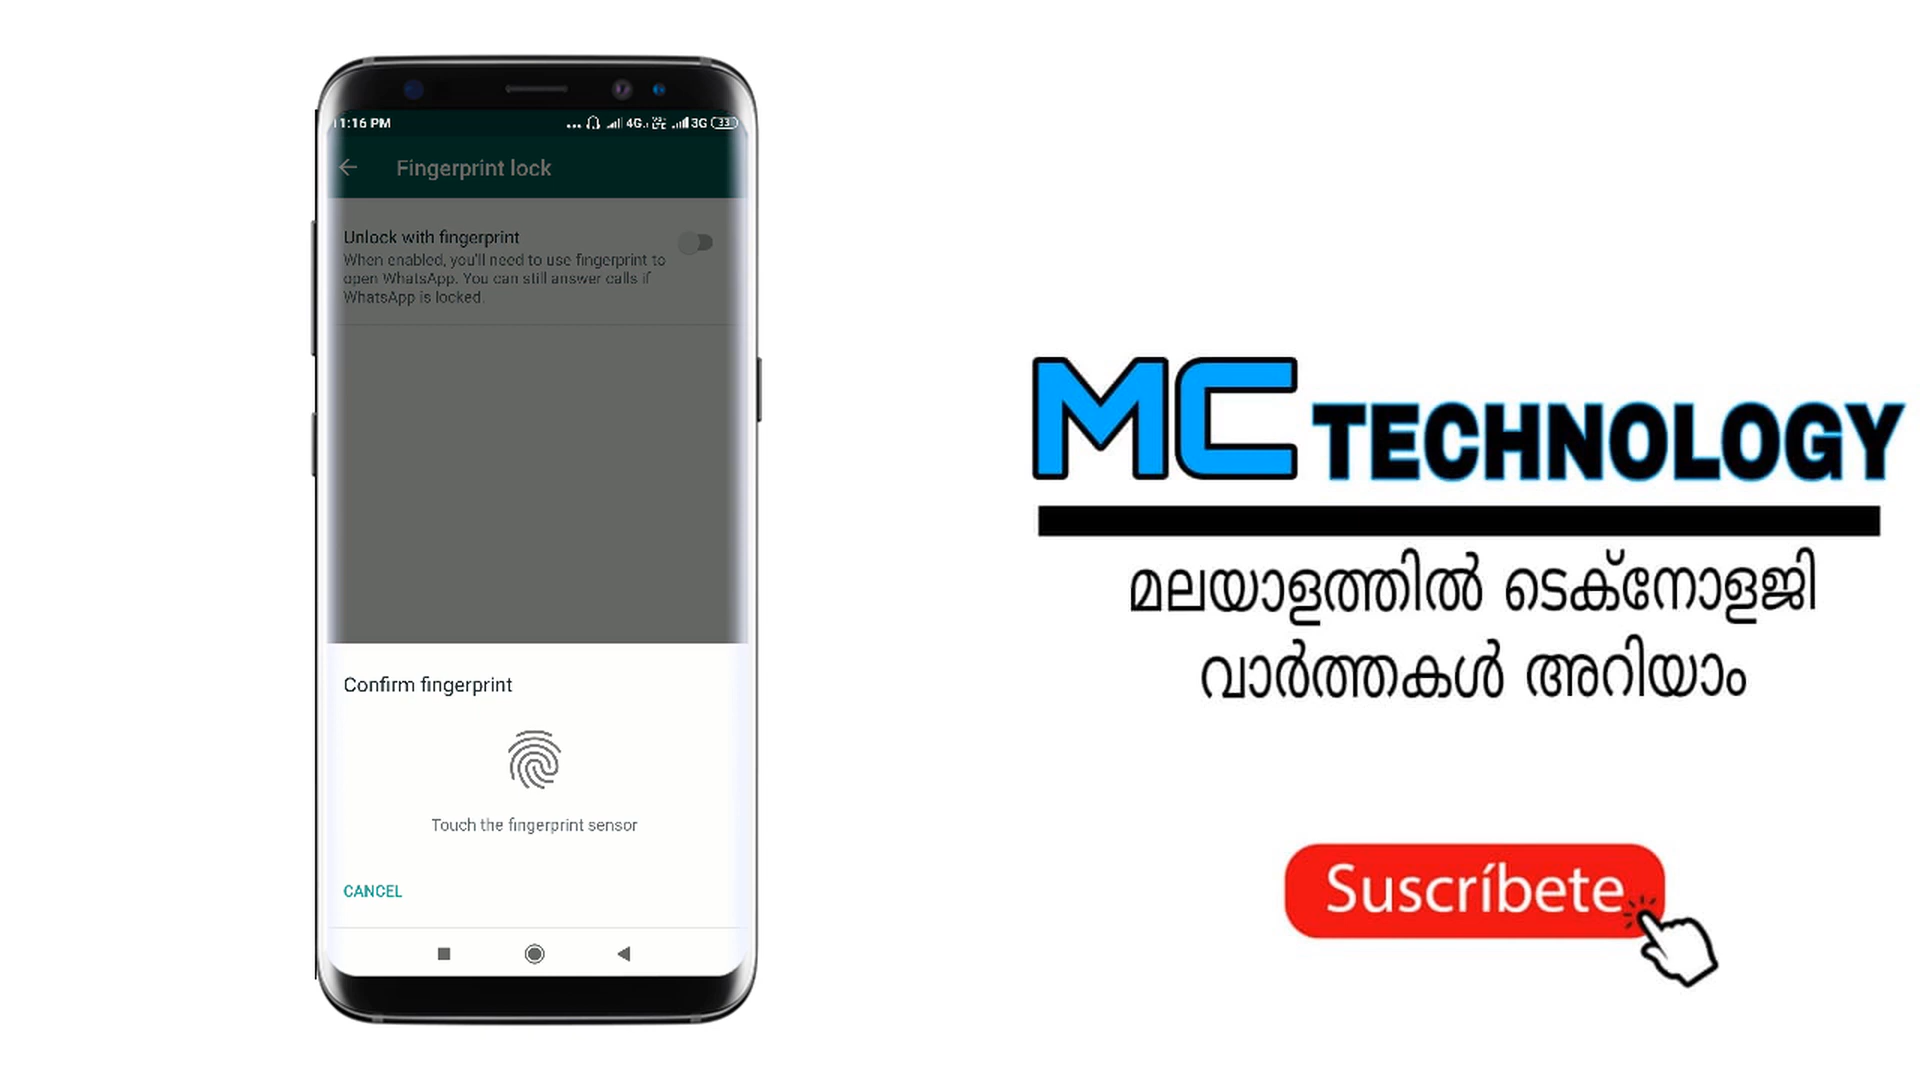 11:16 PM
... 4G 3G 33
Fingerprint lock
Unlock with fingerprint
When enabled, you'll need to use fingerprint to
open WhatsApp. You can still answer calls if
WhatsApp is locked.
Confirm fingerprint
Touch the fingerprint sensor
CANCEL
MC TECHNOLOGY
മലയാളത്തിൽ ടെക്നോളജി
വാർത്തകൾ അറിയാം
Suscríbete